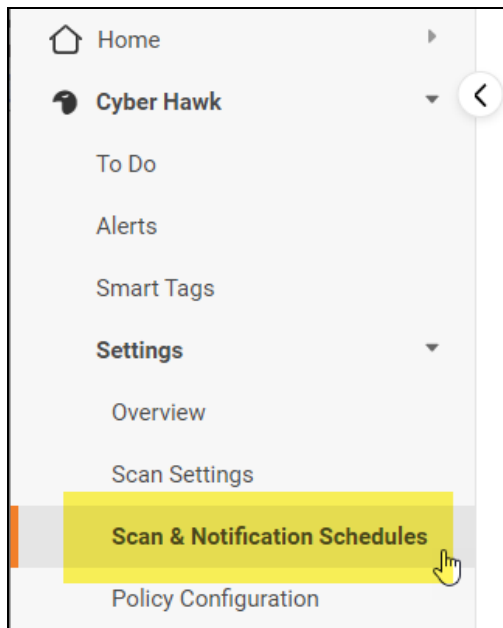 Home
Cyber Hawk
To Do
Alerts
Smart Tags
Settings
Overview
Scan Settings
Scan & Notification Schedules
Policy Configuration